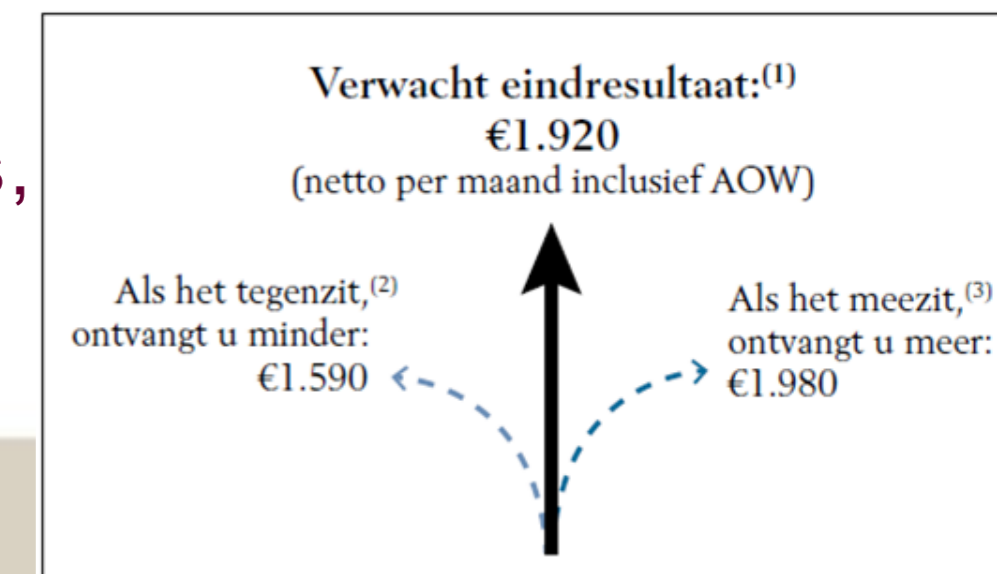 Verwacht eindresultaat:(1)
€1.920
(netto per maand inclusief AOW)
Als het tegenzit,(2)
ontvangt u minder:
€1.590
Als het meezit,(3)
ontvangt u meer:
€1.980